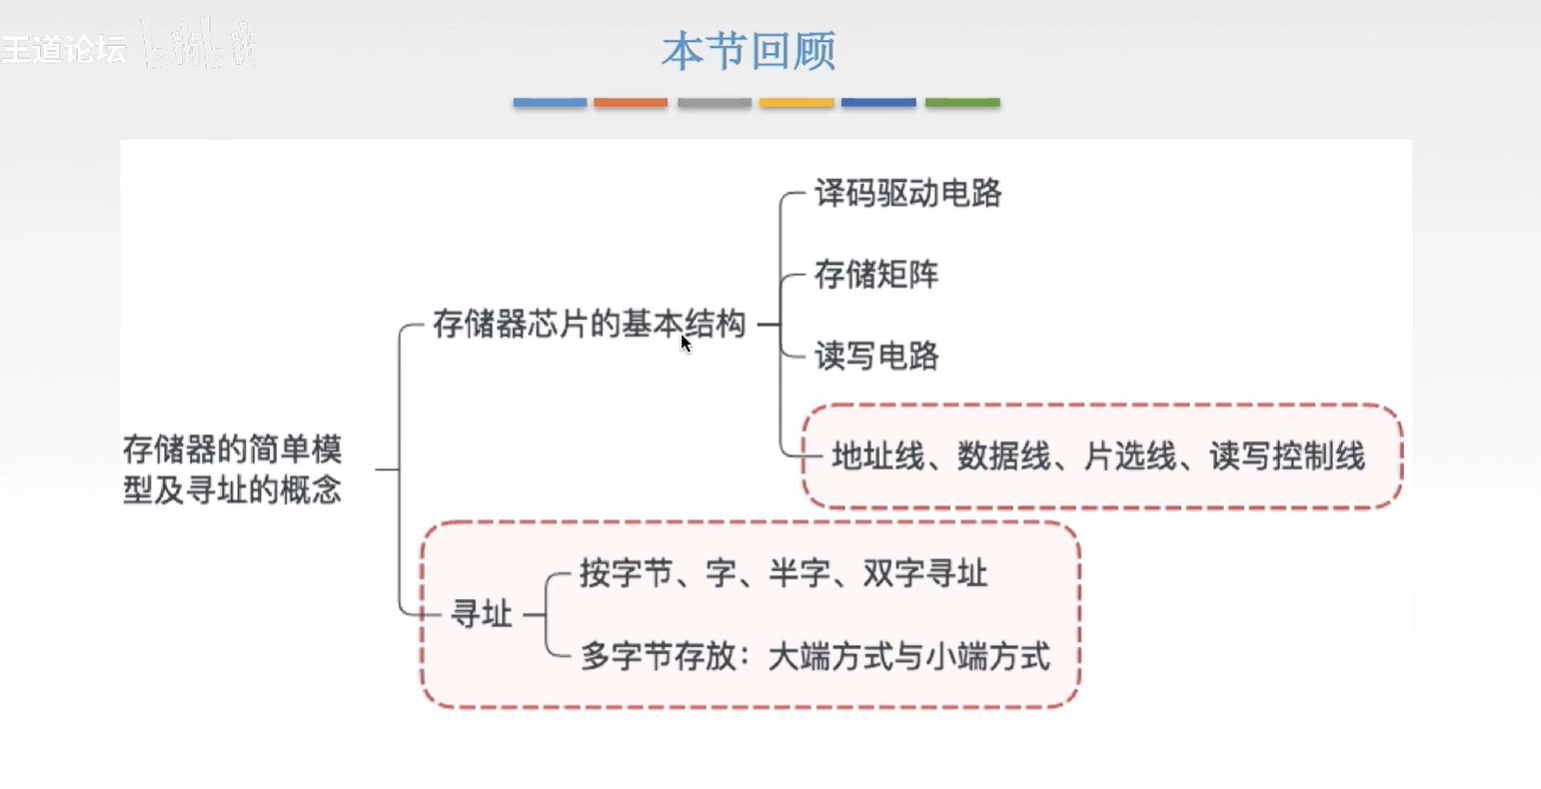 王道论坛 bilibili
本节回顾
译码驱动电路
存储矩阵
存储器芯片的基本结构
读写电路
地址线、数据线、片选线、读写控制线
存储器的简单模
型及寻址的概念
按字节、字、半字、双字寻址
寻址
多字节存放：大端方式与小端方式